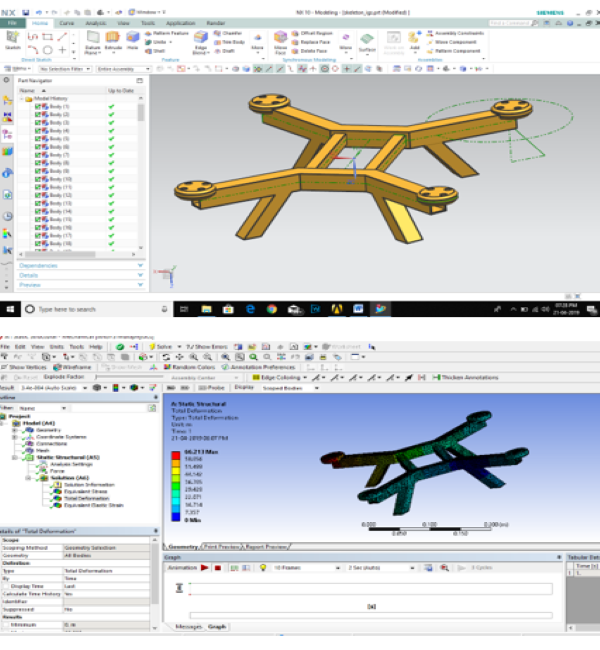 NX
Window
NX 10 - Modeling - [skeleton_igs.prt (Modified)]
SIEMENS
File Home Curve Analysis View Tools Application Render
Pattern Feature
Unite
Shell
Chamfer
Trim Body
Draft
Offset Region
Replace Face
Delete Face
Assembly Constraints
Move Component
Pattern Component
Sketch
Datum Plane
Extrude
Hole
Edge Blend
More
Move Face
More
Surface
Add
Direct Sketch
Feature
Synchronous Modeling
Assemblies
Menu
No Selection Filter
Entire Assembly
Part Navigator
Name
Up to Date
Model History
Body (1)
Body (2)
Body (3)
Body (4)
Body (5)
Body (6)
Body (7)
Body (8)
Body (9)
Body (10)
Body (11)
Body (12)
Body (13)
Body (14)
Body (15)
Body (16)
Body (17)
Body (18)
Dependencies
Details
Preview
Type here to search
07:28 PM
21-04-2019
File Edit View Units Tools Help
Solve
Show Errors
Worksheet
Show Vertices
Wireframe
Show Mesh
Random Colors
Annotation Preferences
Reset
Explode Factor:
Assembly Center
Edge Coloring
Thicken Annotations
Result
(Auto Scale)
Probe
Display
Scoped Bodies
Outline
Filter: Name
Project
Model (A4)
Geometry
Coordinate Systems
Connections
Mesh
Static Structural (A5)
Analysis Settings
Force
Solution (A6)
Solution Information
Equivalent Stress
Total Deformation
Equivalent Elastic Strain
Details of "Total Deformation"
Scope
Scoping Method
Geometry Selection
Geometry
All Bodies
Definition
Type
Total Deformation
By
Time
Display Time
Last
Calculate Time History
Yes
Identifier
Suppressed
No
Results
Minimum
0. m
A: Static Structural
Total Deformation
Type: Total Deformation
Unit: m
Time: 1
21-04-2019 06:07 PM
66.213 Max
58.856
51.499
44.142
36.785
29.428
22.071
14.714
7.357
0 Min
0.000
0.100
0.200 (m)
0.050
0.150
Geometry
Print Preview
Report Preview
Graph
Animation
10 Frames
2 Sec (Auto)
3 Cycles
Tabular Data
Time [s]
1
1.
[s]
Messages
Graph